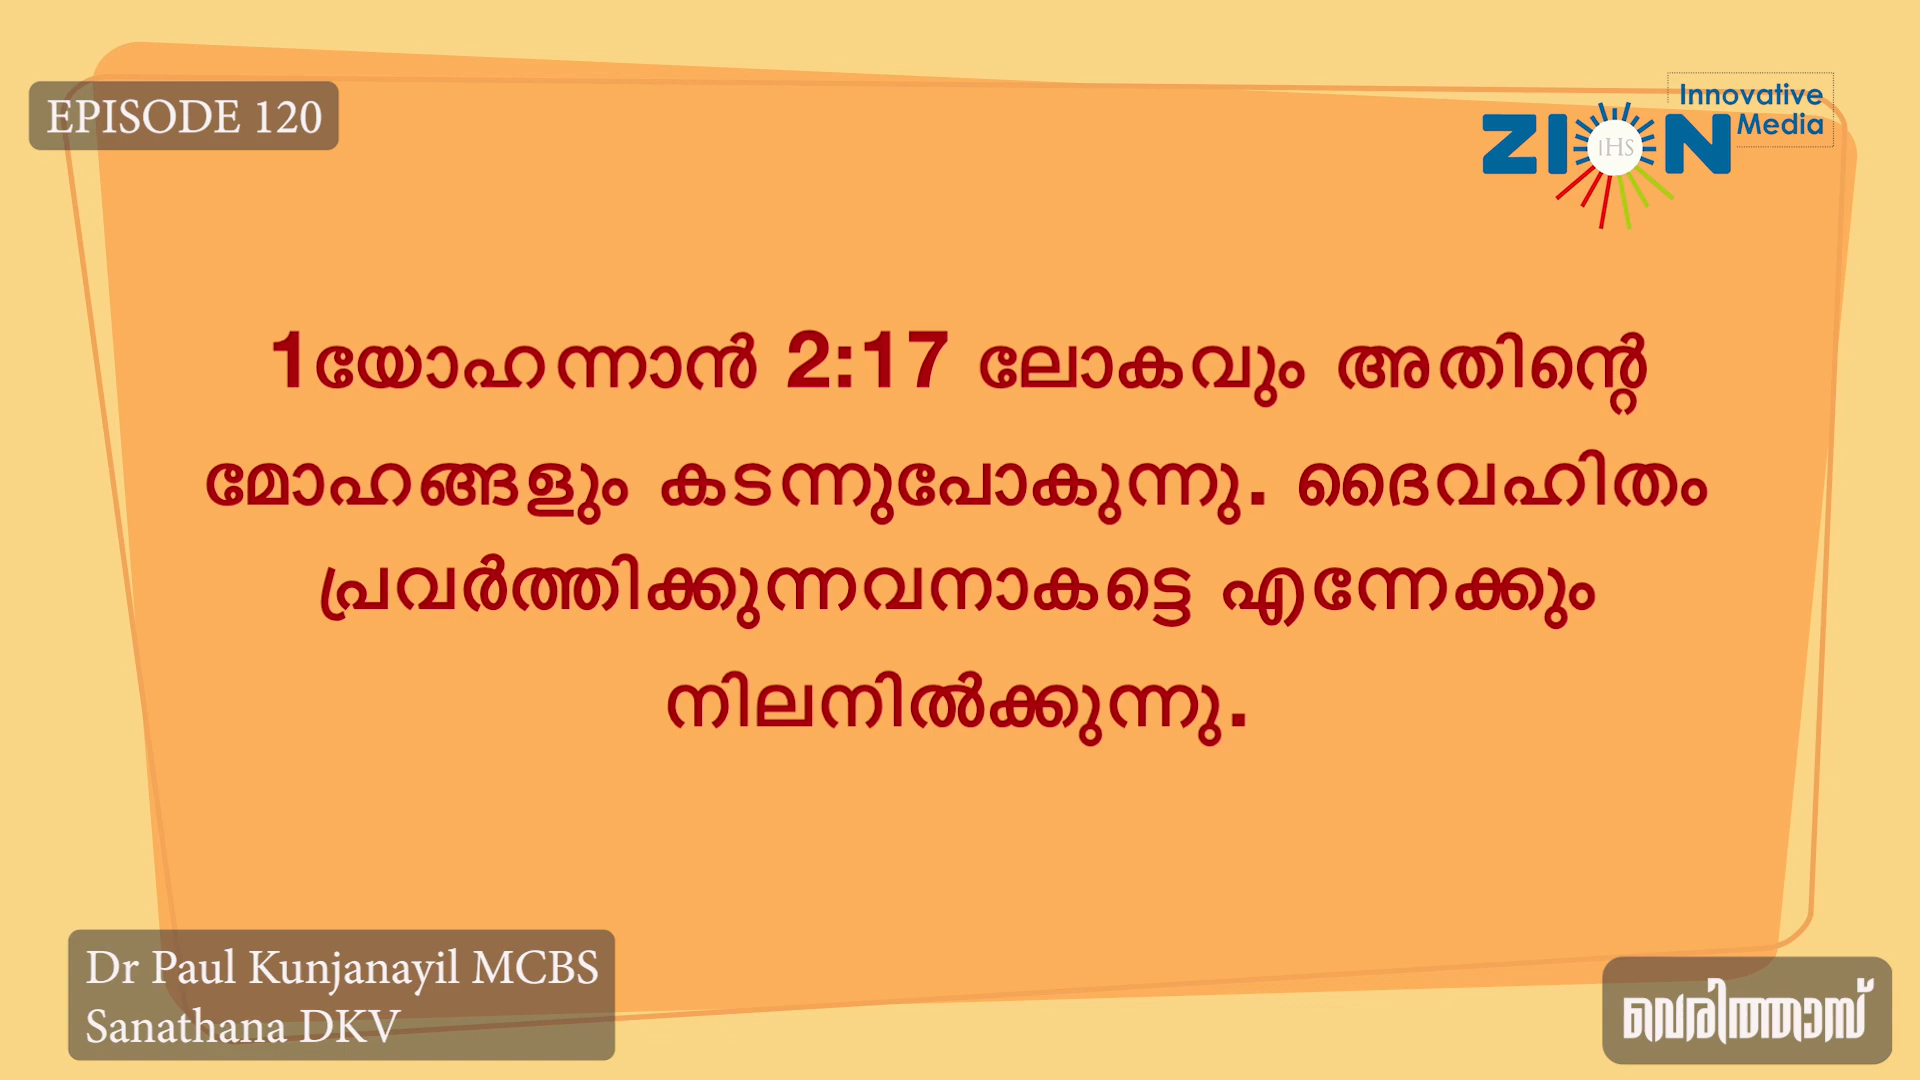 EPISODE 120
Innovative
Media
ZION
IHS
1യോഹന്നാൻ 2:17 ലോകവും അതിന്റെ
മോഹങ്ങളും കടന്നുപോകുന്നു. ദൈവഹിതം
പ്രവർത്തിക്കുന്നവനാകട്ടെ എന്നേക്കും
നിലനിൽക്കുന്നു.
Dr Paul Kunjanayil MCBS
Sanathana DKV
വെരിത്താസ്